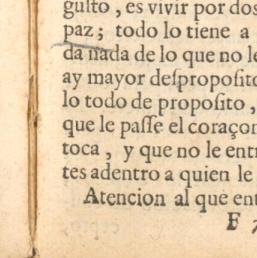 gusto, es vivir por dos
paz; todo lo tiene a
da nada de lo que no le
ay mayor desproposito
lo todo de proposito,
que le passe el coraçon
toca, y que no le ent
tes adentro a quien le
Atencion al que ent
F